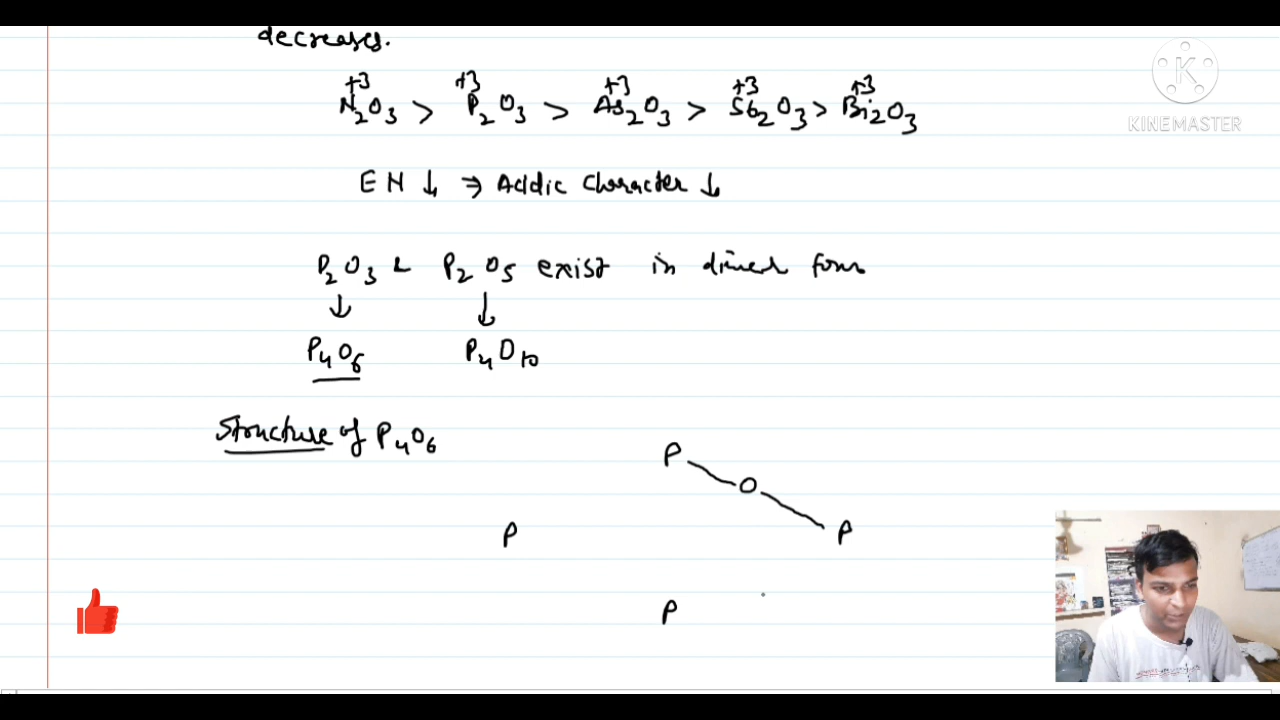 decreases.
K
KINEMASTER
+3 +3 +3 +3 +3
N2O3 > P2O3 > As2O3 > Sb2O3 > Bi2O3
EN ↓ ⇒ Acidic Character ↓
P2O3 & P2O5 exist in dimer form
↓ ↓
P4O6 P4O10
Structure of P4O6
P
O
P P
P